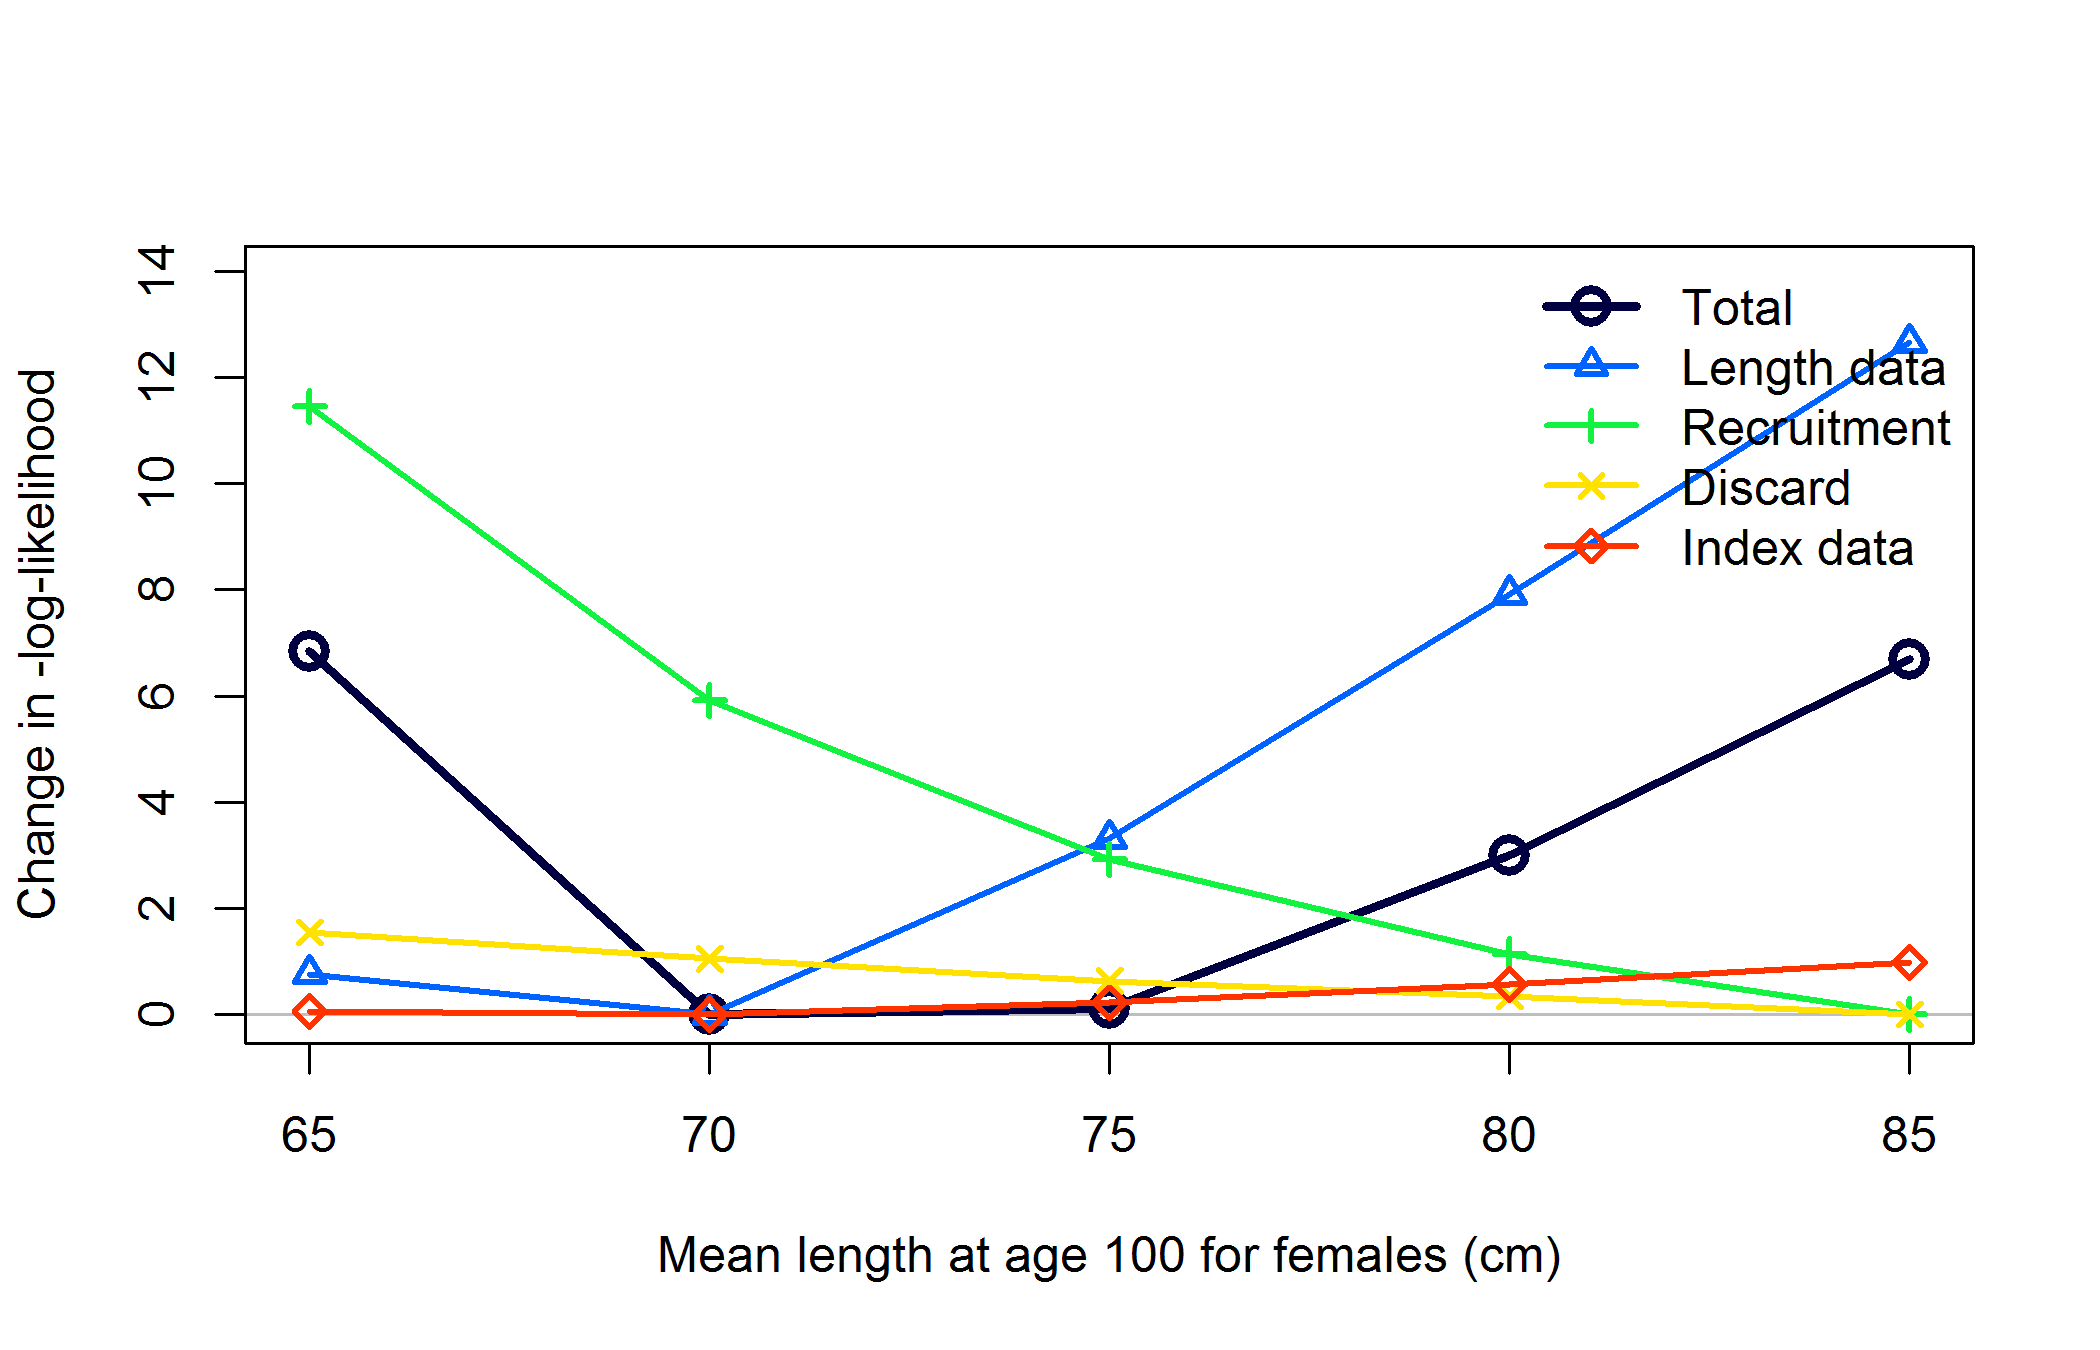 Change in -log-likelihood
14
12
10
8
6
4
2
0
Total
Length data
Recruitment
Discard
Index data
65 70 75 80 85
Mean length at age 100 for females (cm)